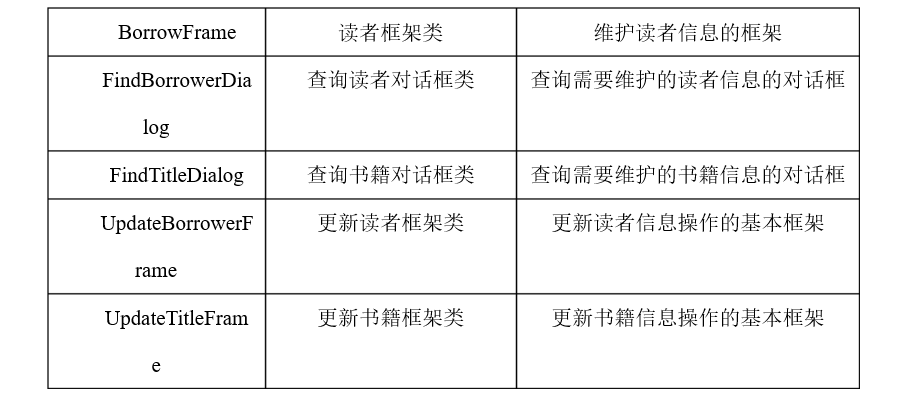 BorrowFrame 读者框架类 维护读者信息的框架
FindBorrowerDia 查询读者对话框类 查询需要维护的读者信息的对话框
log
FindTitleDialog 查询书籍对话框类 查询需要维护的书籍信息的对话框
UpdateBorrowerF 更新读者框架类 更新读者信息操作的基本框架
rame
UpdateTitleFram 更新书籍框架类 更新书籍信息操作的基本框架
e